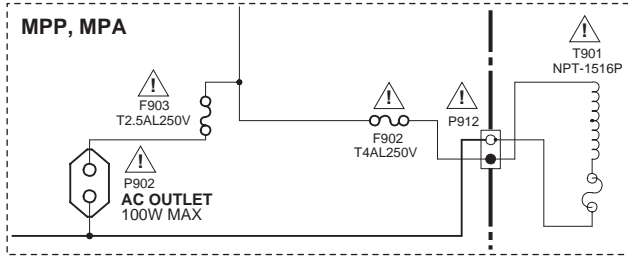 MPP, MPA
!
T901
NPT-1516P
!
F903
T2.5AL250V
!
F902
T4AL250V
!
P912
!
P902
AC OUTLET
100W MAX